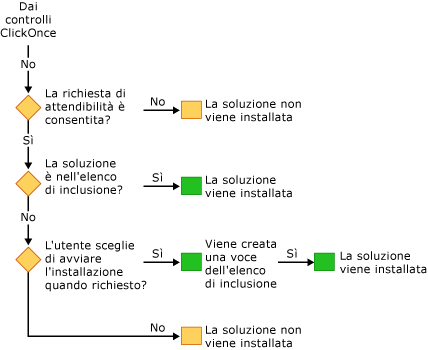 Dai
controlli
ClickOnce
No
La richiesta di
attendibilità è
consentita?
No
La soluzione non
viene installata
Sì
La soluzione
è nell'elenco
di inclusione?
Sì
La soluzione
viene installata
No
L'utente sceglie
di avviare
l'installazione
quando richiesto?
Sì
Viene creata
una voce
dell'elenco
di inclusione
Sì
La soluzione
viene installata
No
La soluzione non
viene installata